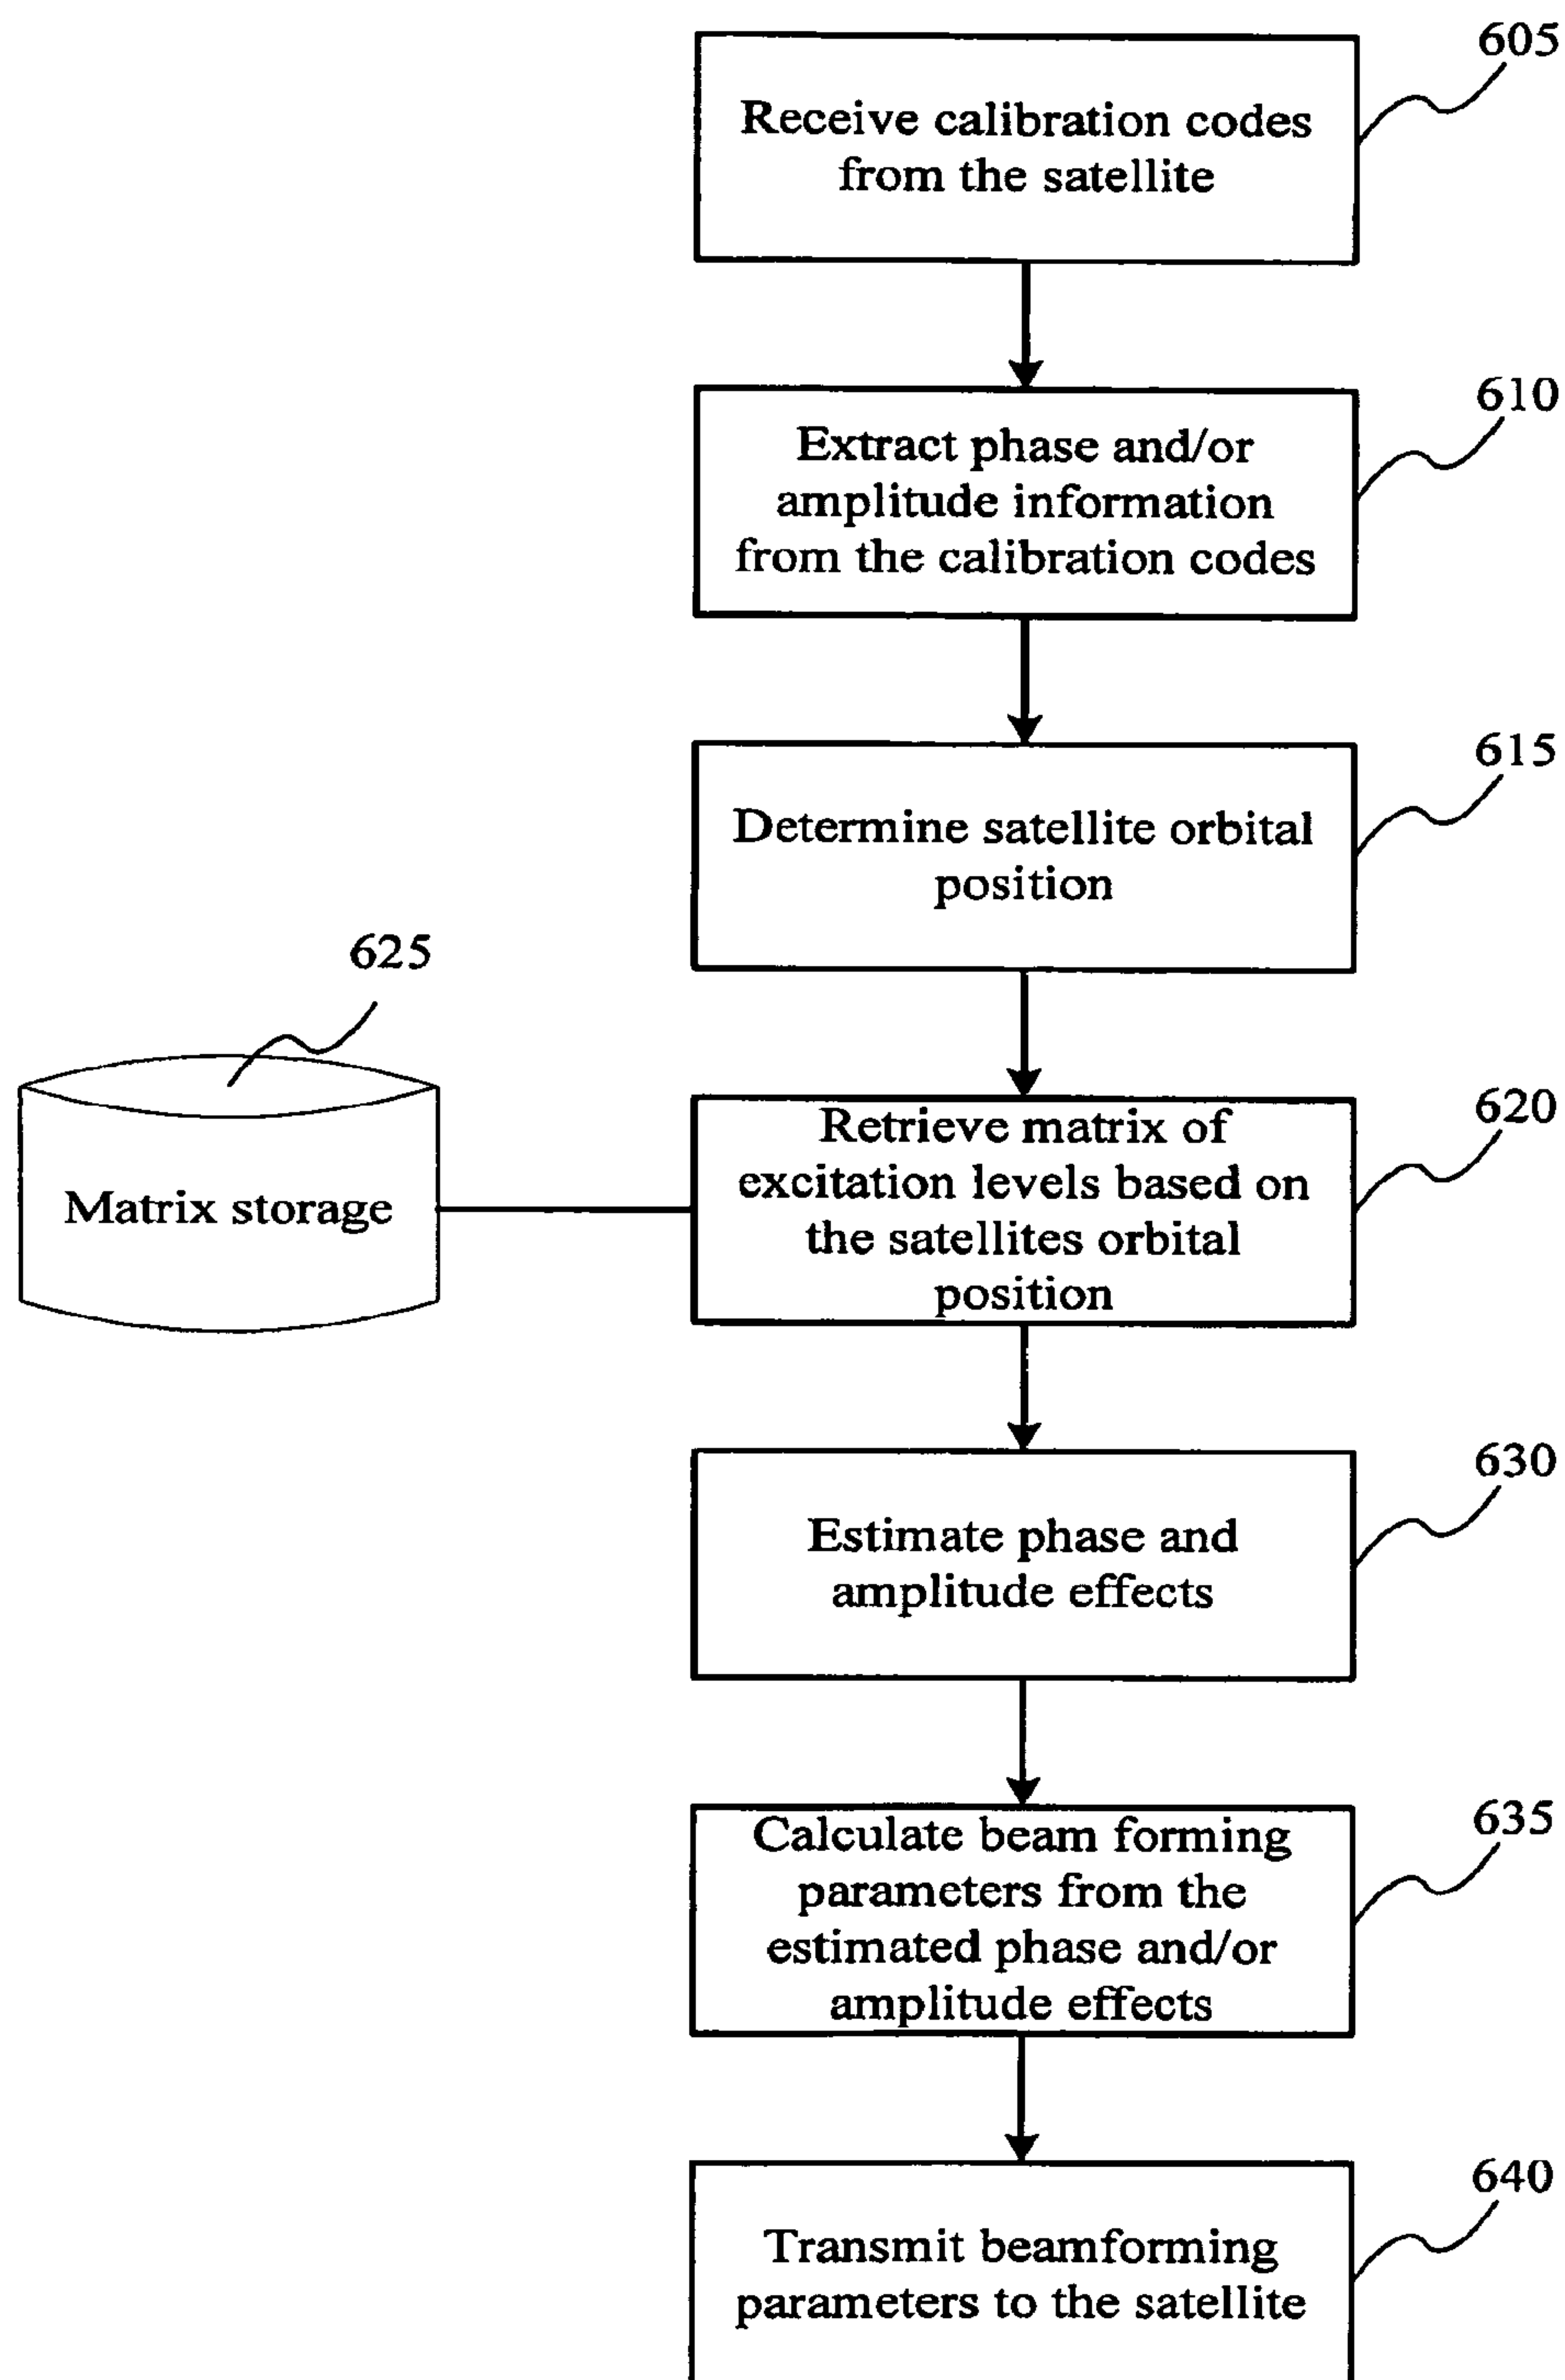 605
Receive calibration codes
from the satellite
610
Extract phase and/or
amplitude information
from the calibration codes
615
Determine satellite orbital
position
625
Matrix storage
620
Retrieve matrix of
excitation levels based on
the satellites orbital
position
630
Estimate phase and
amplitude effects
635
Calculate beam forming
parameters from the
estimated phase and/or
amplitude effects
640
Transmit beamforming
parameters to the satellite